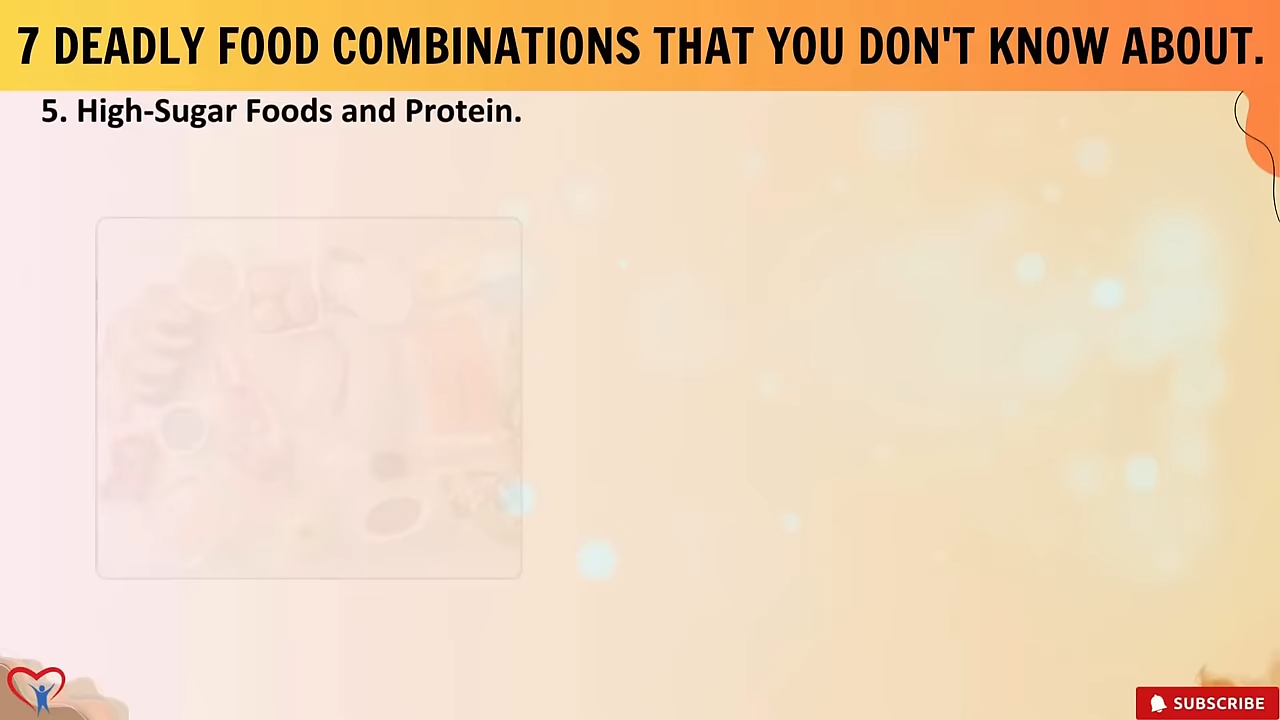 7 DEADLY FOOD COMBINATIONS THAT YOU DON'T KNOW ABOUT.
5. High-Sugar Foods and Protein.
SUBSCRIBE